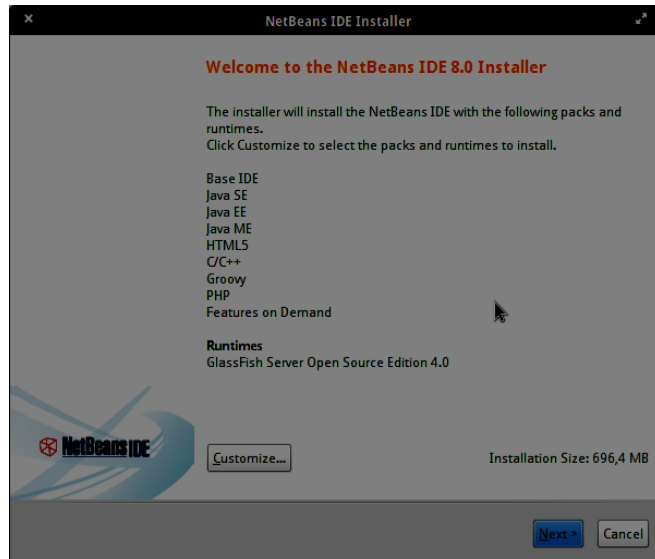 NetBeans IDE Installer
Welcome to the NetBeans IDE 8.0 Installer
The installer will install the NetBeans IDE with the following packs and
runtimes.
Click Customize to select the packs and runtimes to install.
Base IDE
Java SE
Java EE
Java ME
HTML5
C/C++
Groovy
PHP
Features on Demand
Runtimes
GlassFish Server Open Source Edition 4.0
NetBeans IDE
Customize...
Installation Size: 696,4 MB
Next >
Cancel